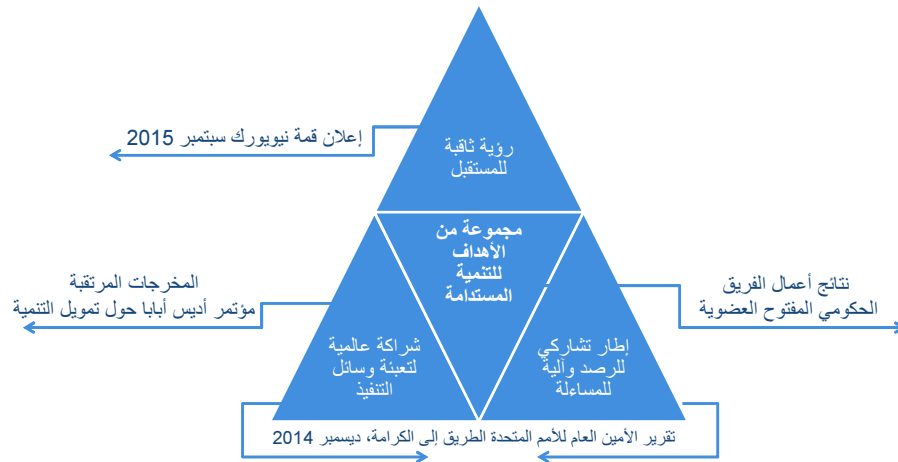 رؤية ثاقبة
للمستقبل
إعلان قمة نيويورك سبتمبر 2015
مجموعة من
الأهداف
للتنمية
المستدامة
نتائج أعمال الفريق
الحكومي المفتوح العضوية
المخرجات المرتقبة
مؤتمر أديس أبابا حول تمويل التنمية
إطار تشاركي
للرصد وآلية
للمساءلة
شراكة عالمية
لتعبئة وسائل
التنفيذ
تقرير الأمين العام للأمم المتحدة الطريق إلى الكرامة، ديسمبر 2014